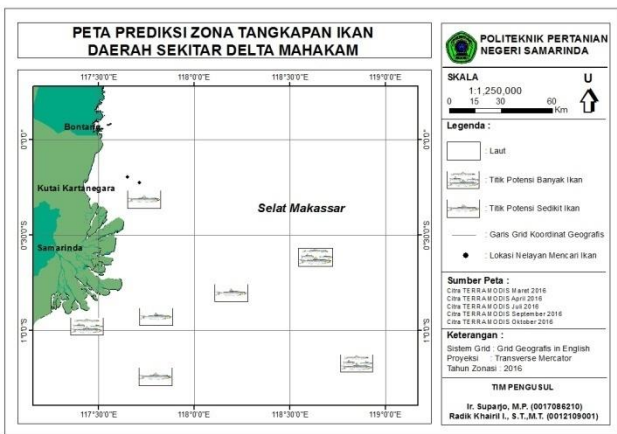 PETA PREDIKSI ZONA TANGKAPAN IKAN
DAERAH SEKITAR DELTA MAHAKAM
117°30'0"E
118°0'0"E
118°30'0"E
119°0'0"E
0°0'0"
0°30'0"S
1°0'0"S
Bontang
Kutai Kartanegara
Samarinda
Selat Makassar
0°0'0"
0°30'0"S
1°0'0"S
117°30'0"E
118°0'0"E
118°30'0"E
119°0'0"E
POLITEKNIK PERTANIAN
NEGERI SAMARINDA
SKALA
U
1:1,250,000
0 15 30 60
Km
Legenda :
: Laut
: Titik Potensi Banyak Ikan
: Titik Potensi Sedikit Ikan
: Garis Grid Koordinat Geografis
: Lokasi Nelayan Mencari Ikan
Sumber Peta :
Citra TERRA MODIS Maret 2016
Citra TERRA MODIS April 2016
Citra TERRA MODIS Juli 2016
Citra TERRA MODIS September 2016
Citra TERRA MODIS Oktober 2016
Keterangan :
Sistem Grid : Grid Geografis in English
Proyeksi : Transverse Mercator
Tahun Zonasi : 2016
TIM PENGUSUL
Ir. Suparjo, M.P. (0017086210)
Radik Khairil I., S.T.,M.T. (0012109001)